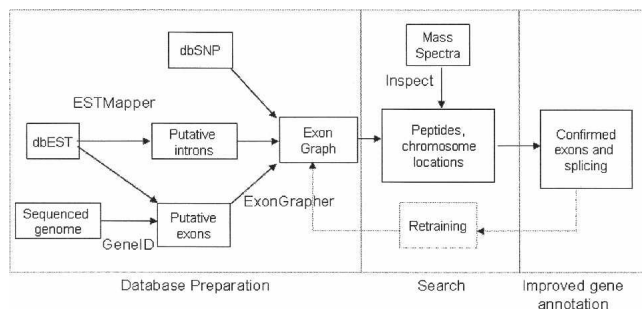 dbSNP
Mass
Spectra
ESTMapper
Inspect
dbEST
Putative
introns
Exon
Graph
Peptides,
chromosome
locations
Confirmed
exons and
splicing
Sequenced
genome
GeneID
Putative
exons
ExonGrapher
Retraining
Database Preparation
Search
Improved gene
annotation